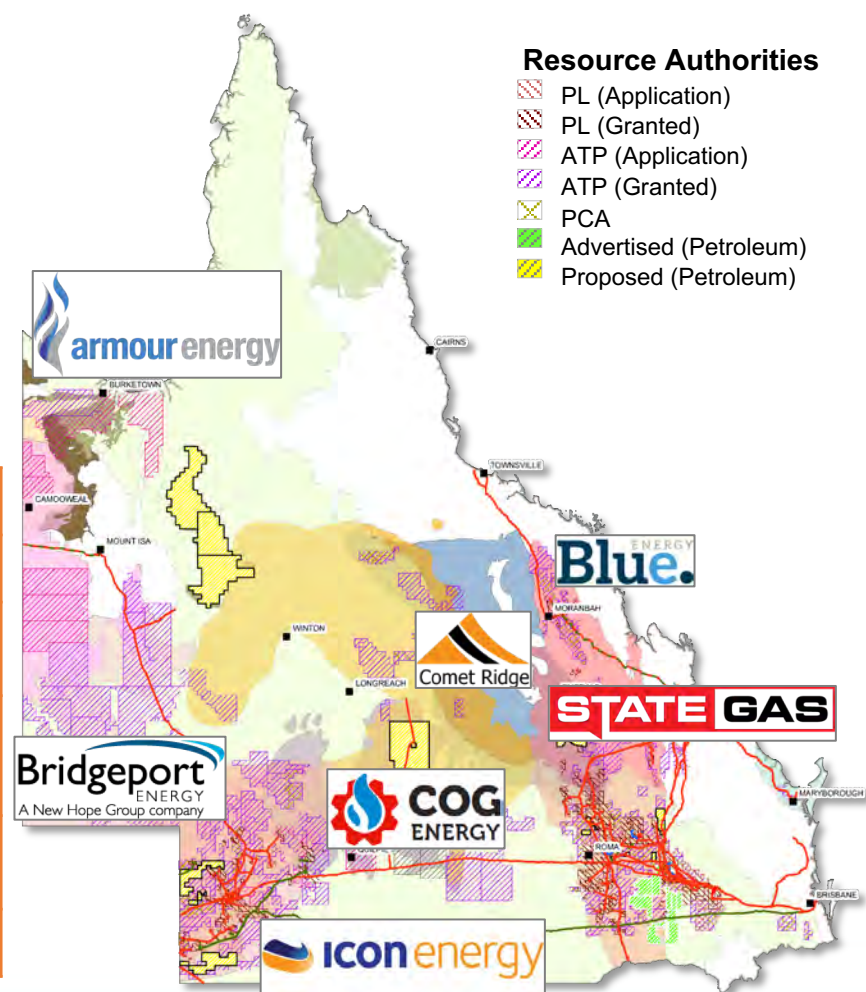 Resource Authorities
PL (Application)
PL (Granted)
ATP (Application)
ATP (Granted)
PCA
Advertised (Petroleum)
Proposed (Petroleum)
armour energy
CAIRNS
BURKETOWN
TOWNSVILLE
CAMOOWEAL
MOUNT ISA
Blue.
ENERGY
MORANBAH
WINTON
Comet Ridge
LONGREACH
STATE GAS
Bridgeport
ENERGY
A New Hope Group company
COG
ENERGY
MARYBOROUGH
ROMA
BRISBANE
icon energy